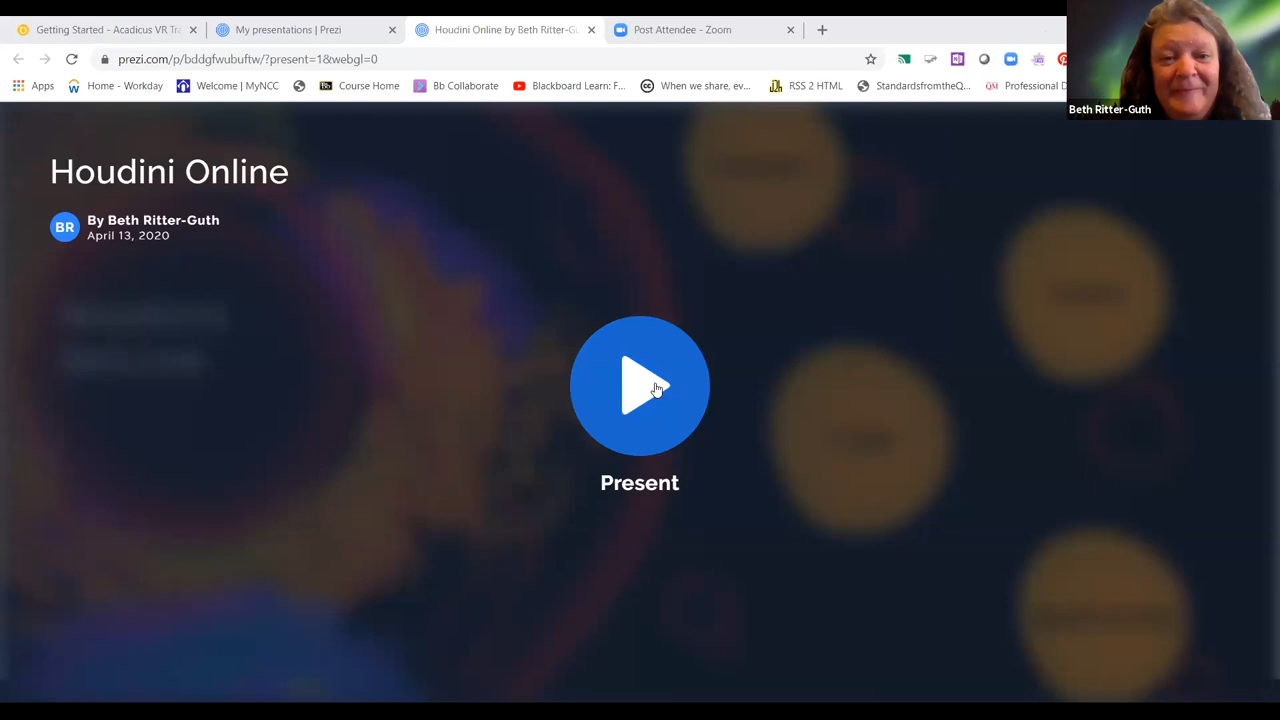 Getting Started - Acadicus VR Tra
My presentations | Prezi
Houdini Online by Beth Ritter-Gu
Post Attendee - Zoom
prezi.com/p/bddgfwubuftw/?present=1&webgl=0
Apps
Home - Workday
Welcome | MyNCC
Course Home
Bb Collaborate
Blackboard Learn: F...
When we share, ev...
RSS 2 HTML
StandardsfromtheQ...
QM Professional D
Beth Ritter-Guth
Houdini Online
BR By Beth Ritter-Guth
April 13, 2020
Present